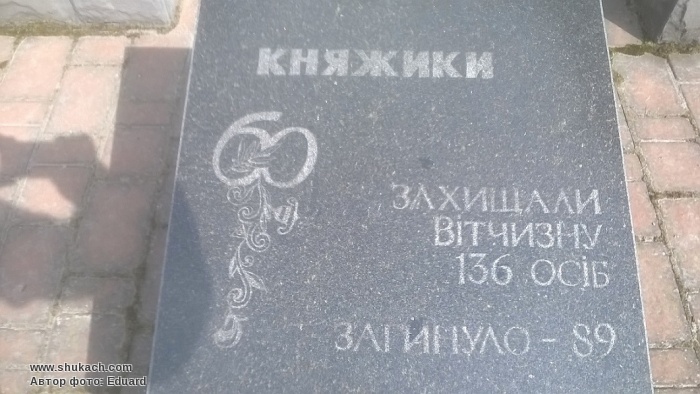 КНЯЖИКИ
60
ЗАХИЩАЛИ
ВІТЧИЗНУ
136 ОСІБ
ЗАГИНУЛО - 89
www.shukach.com
Автор фото: Eduard